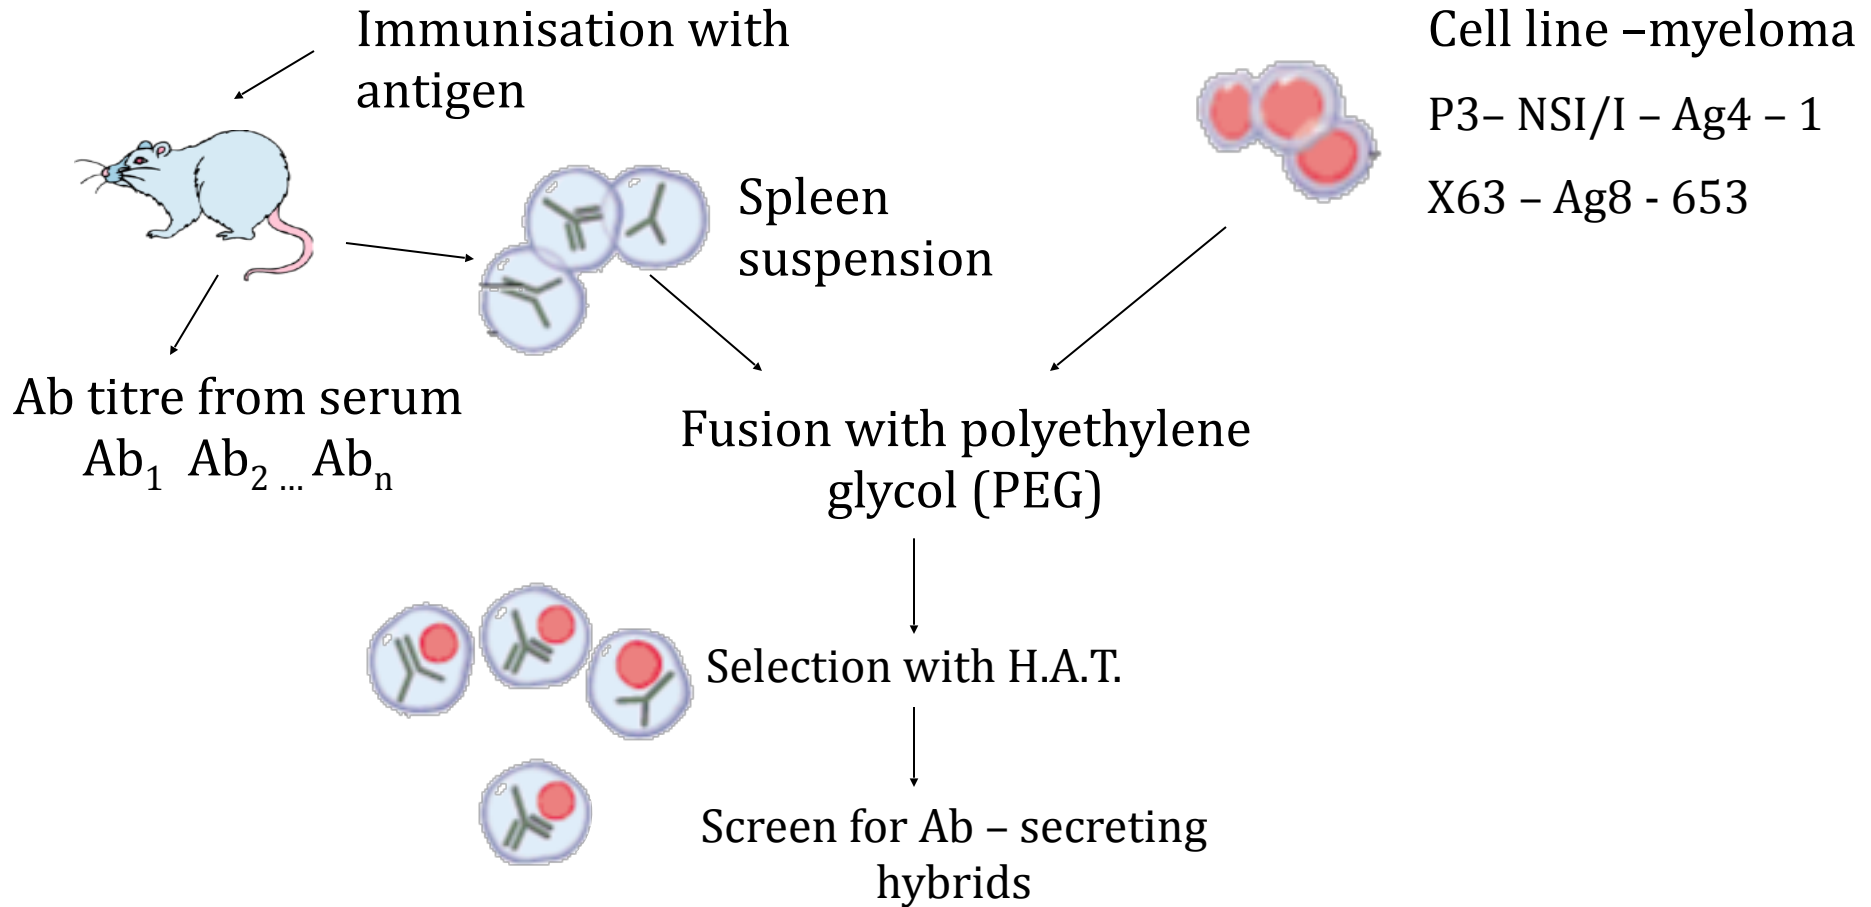 Immunisation with
antigen
Cell line –myeloma
P3– NSI/I – Ag4 – 1
X63 – Ag8 - 653
Spleen
suspension
Ab titre from serum
Ab₁ Ab₂ ... Abₙ
Fusion with polyethylene
glycol (PEG)
Selection with H.A.T.
Screen for Ab – secreting
hybrids